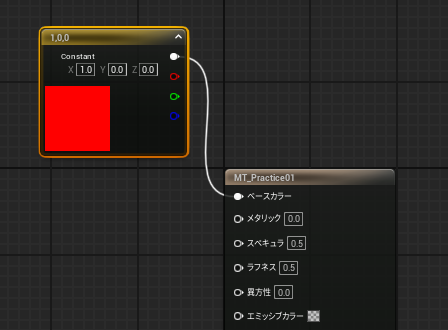 1,0,0
Constant
X 1.0 Y 0.0 Z 0.0
MT_Practice01
ベースカラー
メタリック 0.0
スペキュラ 0.5
ラフネス 0.5
異方性 0.0
エミッシブカラー